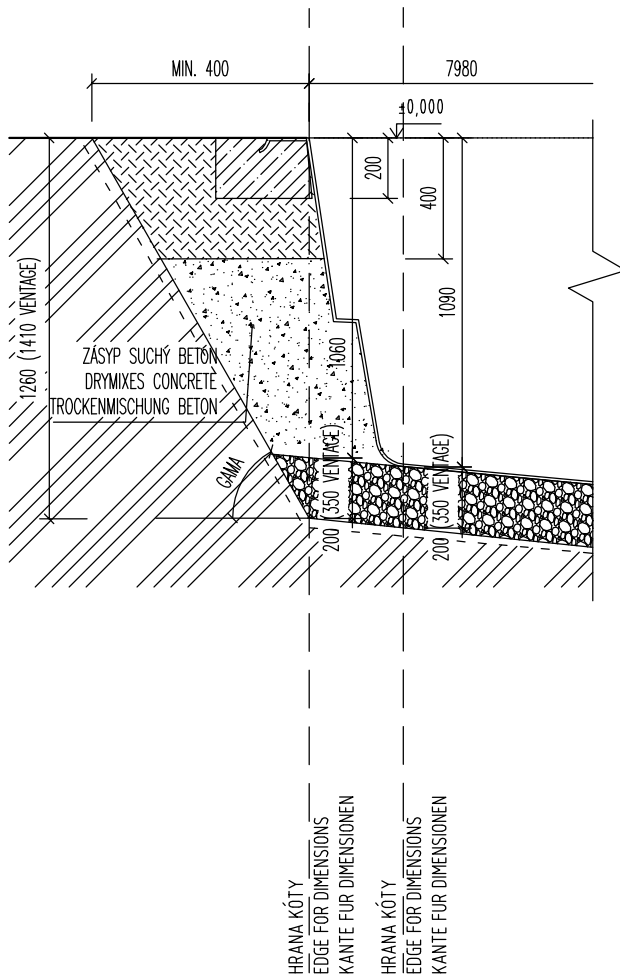 MIN. 400
7980
±0,000
200
400
1090
1060
1260 (1410 VENTAGE)
ZÁSYP SUCHÝ BETON
DRYMIXES CONCRETE
TROCKENMISCHUNG BETON
GAMA
200 (350 VENTAGE)
200 (350 VENTAGE)
HRANA KÓTY
EDGE FOR DIMENSIONS
KANTE FUR DIMENSIONEN
HRANA KÓTY
EDGE FOR DIMENSIONS
KANTE FUR DIMENSIONEN